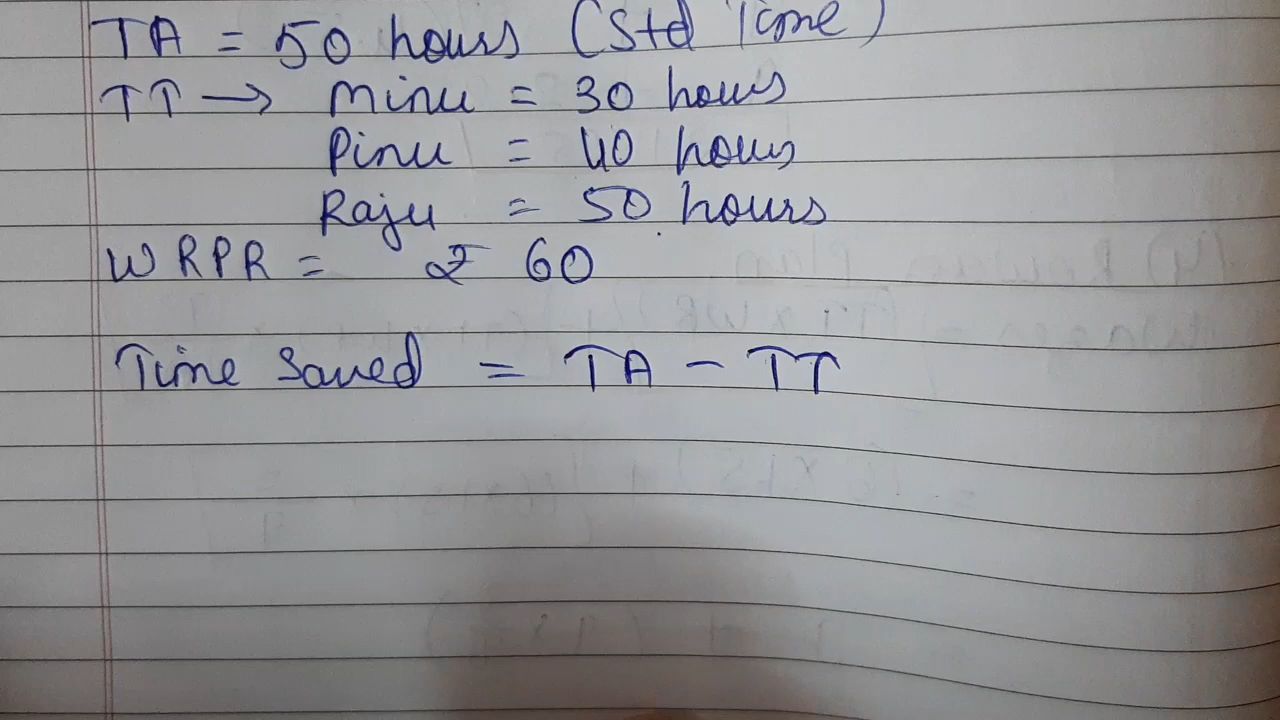 TA = 50 hours (Std Time)
TT → Minu = 30 hours
Pinu = 40 hours
Raju = 50 hours
WRPR = ₹ 60
Time Saved = TA - TT